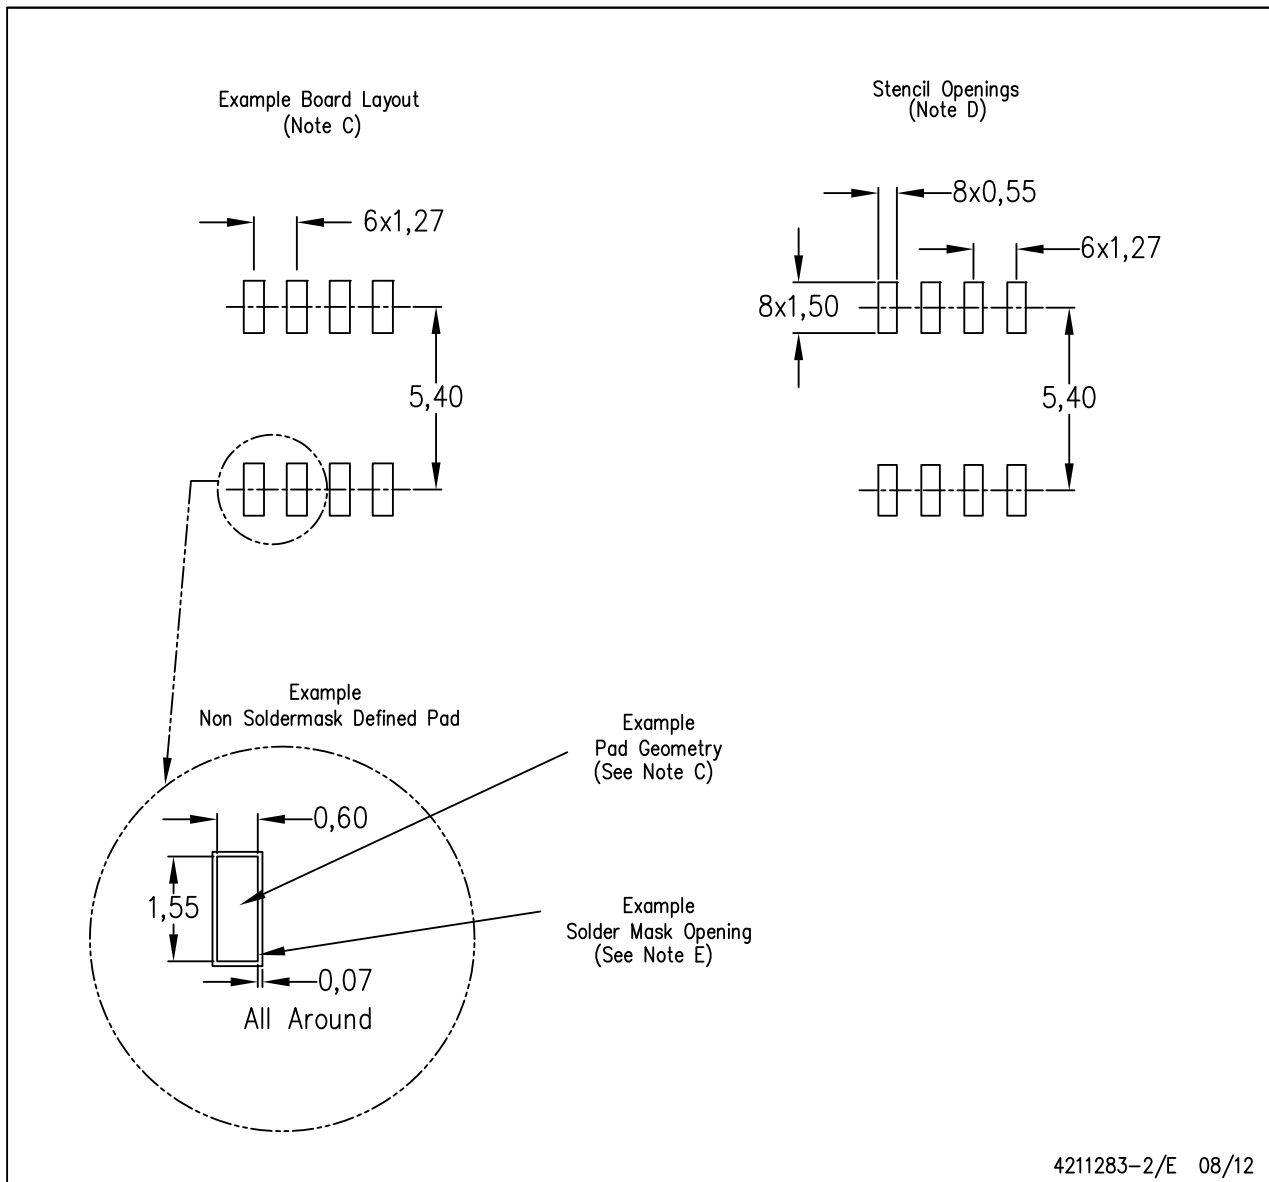 Example Board Layout
(Note C)
6x1,27
5,40
Stencil Openings
(Note D)
8x0,55
6x1,27
8x1,50
5,40
Example
Non Soldermask Defined Pad
0,60
1,55
0,07
All Around
Example
Pad Geometry
(See Note C)
Example
Solder Mask Opening
(See Note E)
4211283-2/E 08/12